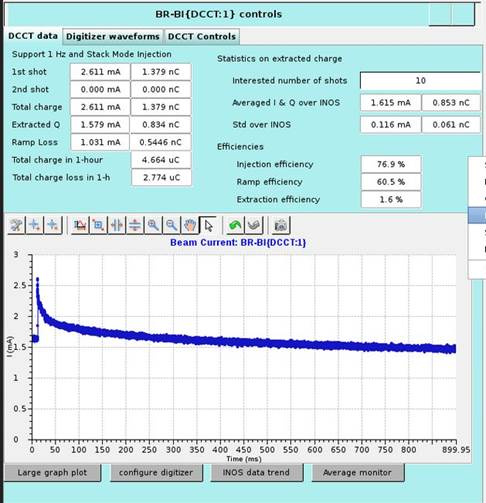 BR-BI{DCCT:1} controls
DCCT data Digitizer waveforms DCCT Controls
Support 1 Hz and Stack Mode Injection
1st shot 2.611 mA 1.379 nC
2nd shot 0.000 mA 0.000 nC
Total charge 2.611 mA 1.379 nC
Extracted Q 1.579 mA 0.834 nC
Ramp Loss 1.031 mA 0.5446 nC
Total charge in 1-hour 4.664 uC
Total charge loss in 1-h 2.774 uC
Statistics on extracted charge
Interested number of shots 10
Averaged I & Q over INOS 1.615 mA 0.853 nC
Std over INOS 0.116 mA 0.061 nC
Efficiencies
Injection efficiency 76.9 %
Ramp efficiency 60.5 %
Extraction efficiency 1.6 %
Beam Current: BR-BI{DCCT:1}
3
2.5
2
1.5
1
0.5
0
I (mA)
0 50 100 150 200 250 300 350 400 450 500 550 600 650 700 750 800 899.95
Time (ms)
Large graph plot configure digitizer INOS data trend Average monitor